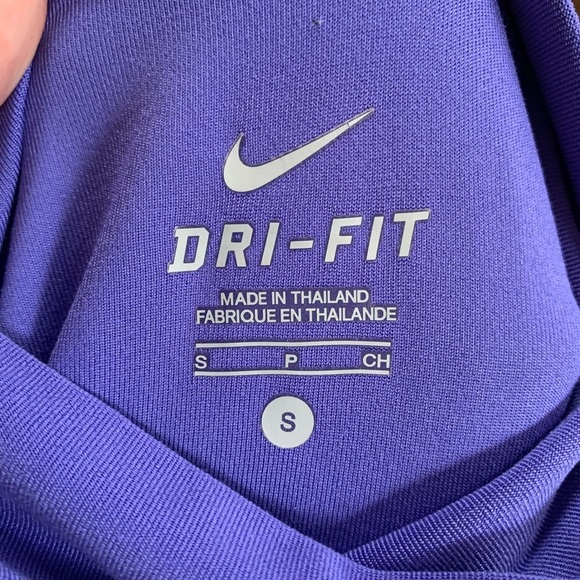 DRI-FIT
MADE IN THAILAND
FABRIQUE EN THAILANDE
S P CH
S